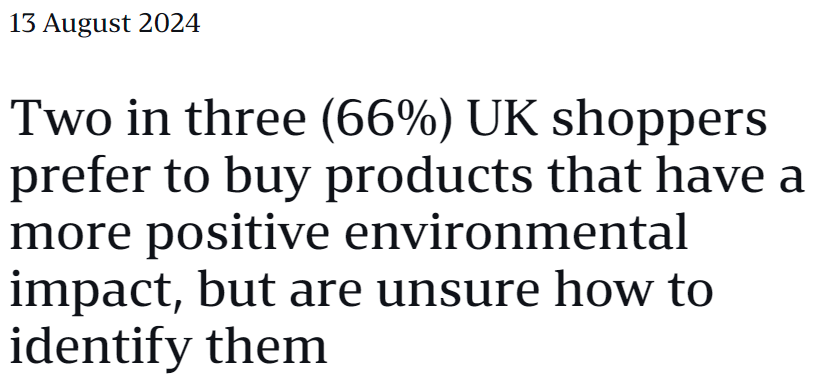 13 August 2024
Two in three (66%) UK shoppers
prefer to buy products that have a
more positive environmental
impact, but are unsure how to
identify them